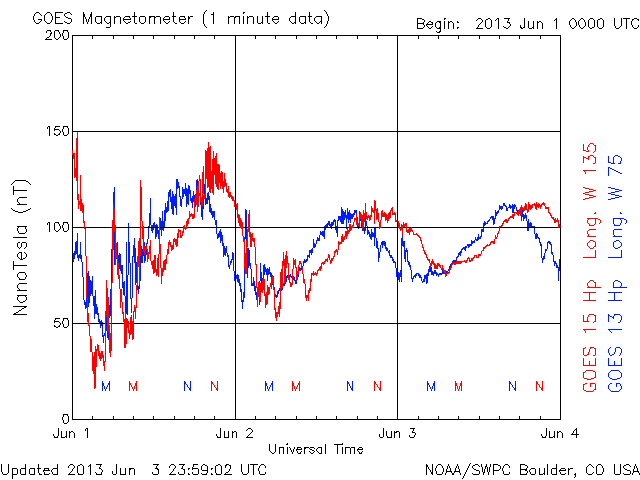 GOES Magnetometer (1 minute data)
Begin: 2013 Jun 1 0000 UTC
200
150
100
50
0
NanoTesla (nT)
M M N N M M N N M M N N
Jun 1 Jun 2 Jun 3 Jun 4
Universal Time
GOES 15 Hp Long. W 135
GOES 13 Hp Long. W 75
Updated 2013 Jun 3 23:59:02 UTC
NOAA/SWPC Boulder, CO USA